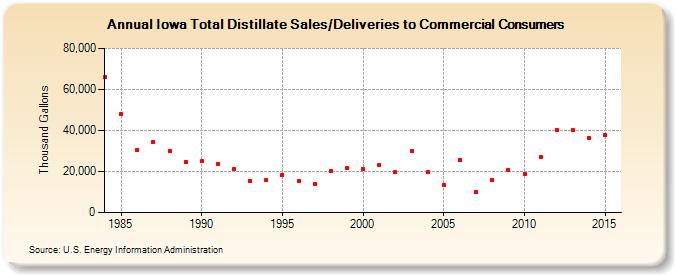 Annual Iowa Total Distillate Sales/Deliveries to Commercial Consumers
Thousand Gallons
80,000
60,000
40,000
20,000
0
1985 1990 1995 2000 2005 2010 2015
Source: U.S. Energy Information Administration